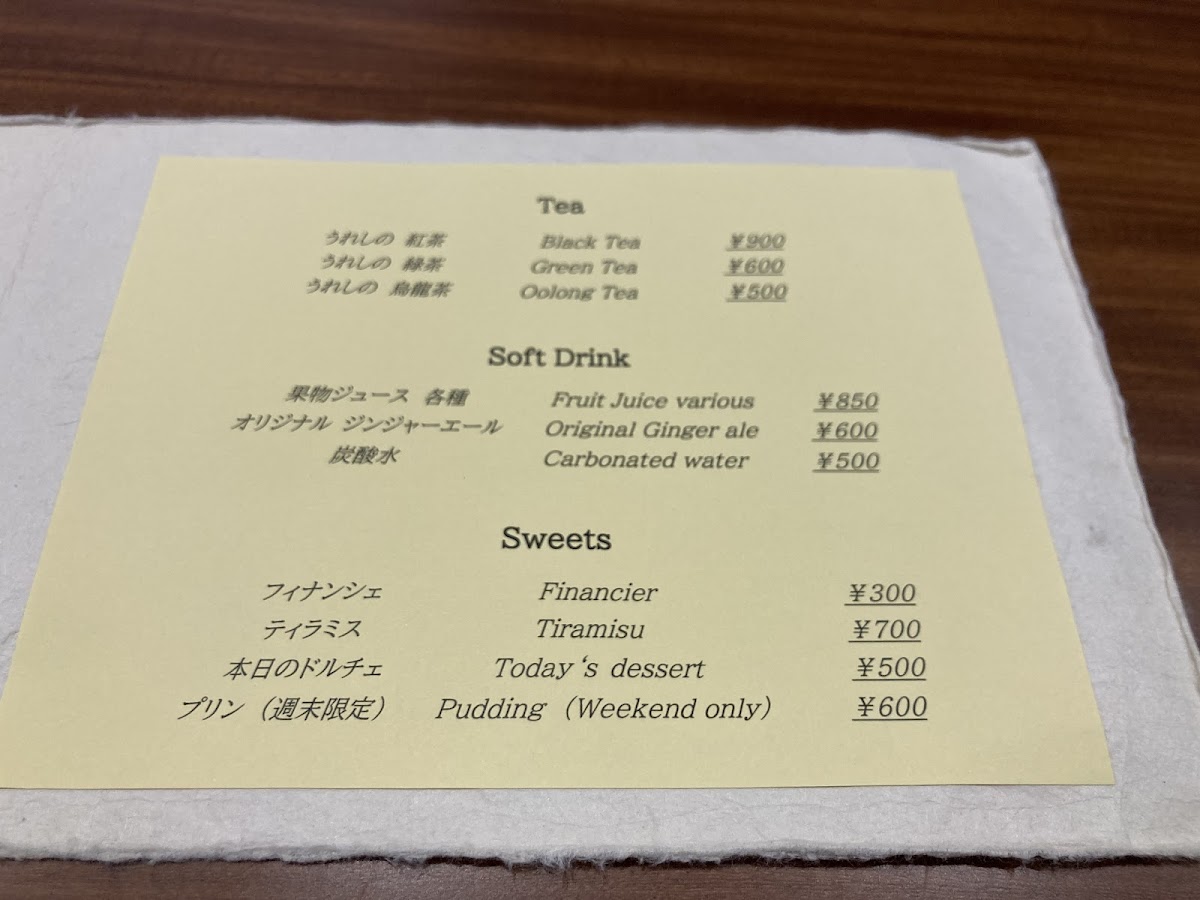 Tea
うれしの 紅茶 Black Tea ¥900
うれしの 緑茶 Green Tea ¥600
うれしの 烏龍茶 Oolong Tea ¥500
Soft Drink
果物ジュース 各種 Fruit Juice various ¥850
オリジナル ジンジャーエール Original Ginger ale ¥600
炭酸水 Carbonated water ¥500
Sweets
フィナンシェ Financier ¥300
ティラミス Tiramisu ¥700
本日のドルチェ Today‘s dessert ¥500
プリン（週末限定） Pudding（Weekend only） ¥600